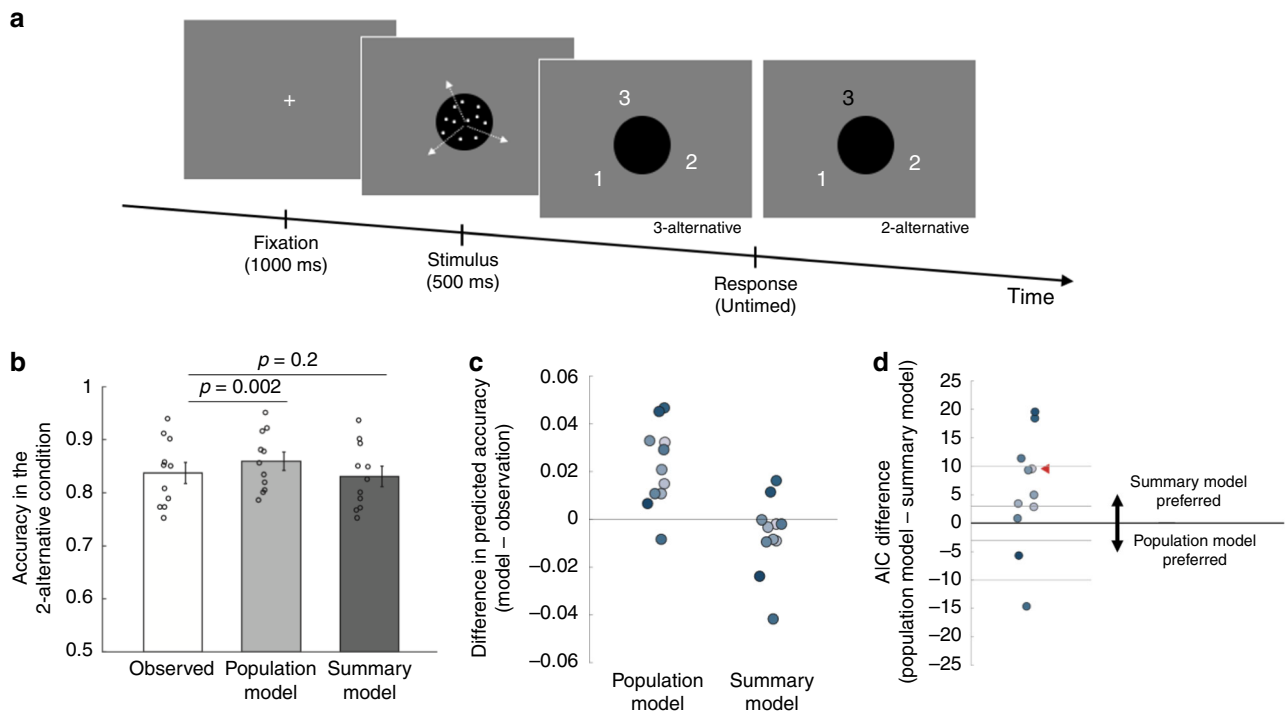 a
+
3
1
2
3-alternative
3
1
2
2-alternative
Fixation
(1000 ms)
Stimulus
(500 ms)
Response
(Untimed)
Time
b
p = 0.2
p = 0.002
Accuracy in the
2-alternative condition
1
0.9
0.8
0.7
0.6
0.5
Observed
Population
model
Summary
model
c
Difference in predicted accuracy
(model – observation)
0.06
0.04
0.02
0
–0.02
–0.04
–0.06
Population
model
Summary
model
d
AIC difference
(population model – summary model)
25
20
15
10
5
0
–5
–10
–15
–20
–25
Summary model
preferred
Population model
preferred